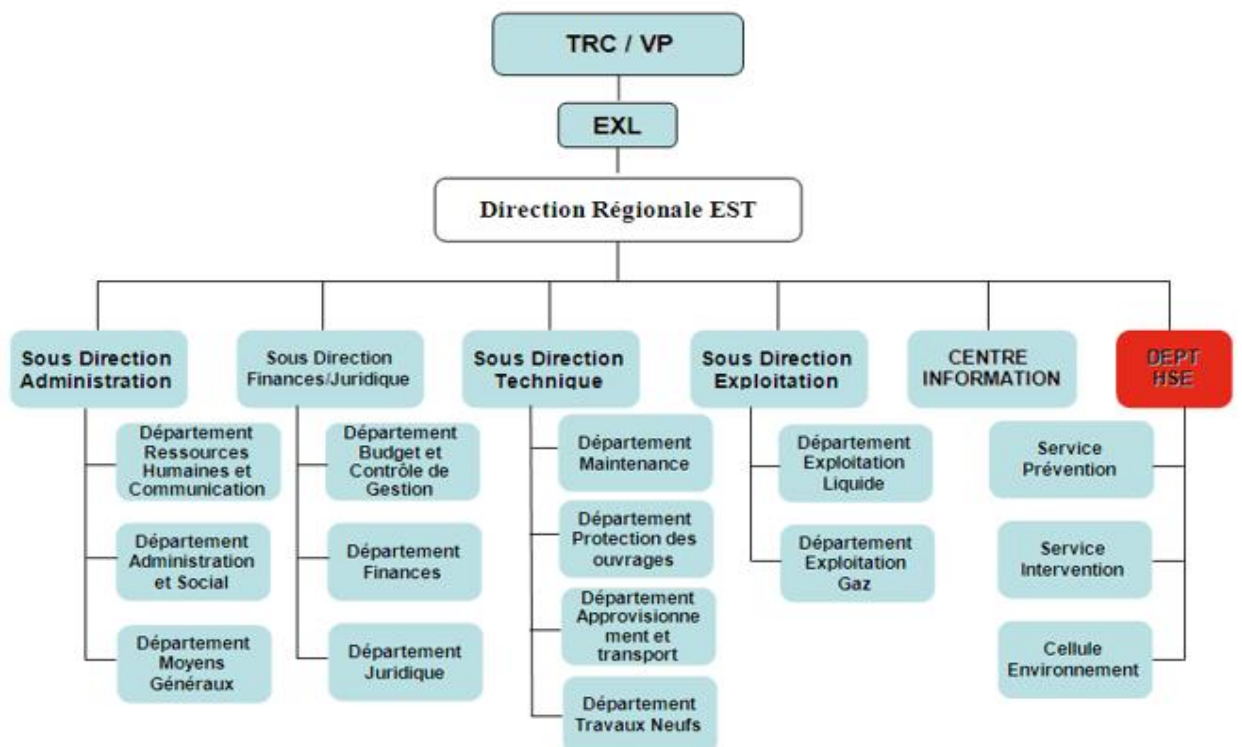 TRC / VP
EXL
Direction Régionale EST
Sous Direction
Administration
Sous Direction
Finances/Juridique
Sous Direction
Technique
Sous Direction
Exploitation
CENTRE
INFORMATION
DEPT
HSE
Département
Ressources
Humaines et
Communication
Département
Administration
et Social
Département
Moyens
Généraux
Département
Budget et
Contrôle de
Gestion
Département
Finances
Département
Juridique
Département
Maintenance
Département
Protection des
ouvrages
Département
Approvisionne
ment et
transport
Département
Travaux Neufs
Département
Exploitation
Liquide
Département
Exploitation
Gaz
Service
Prévention
Service
Intervention
Cellule
Environnement